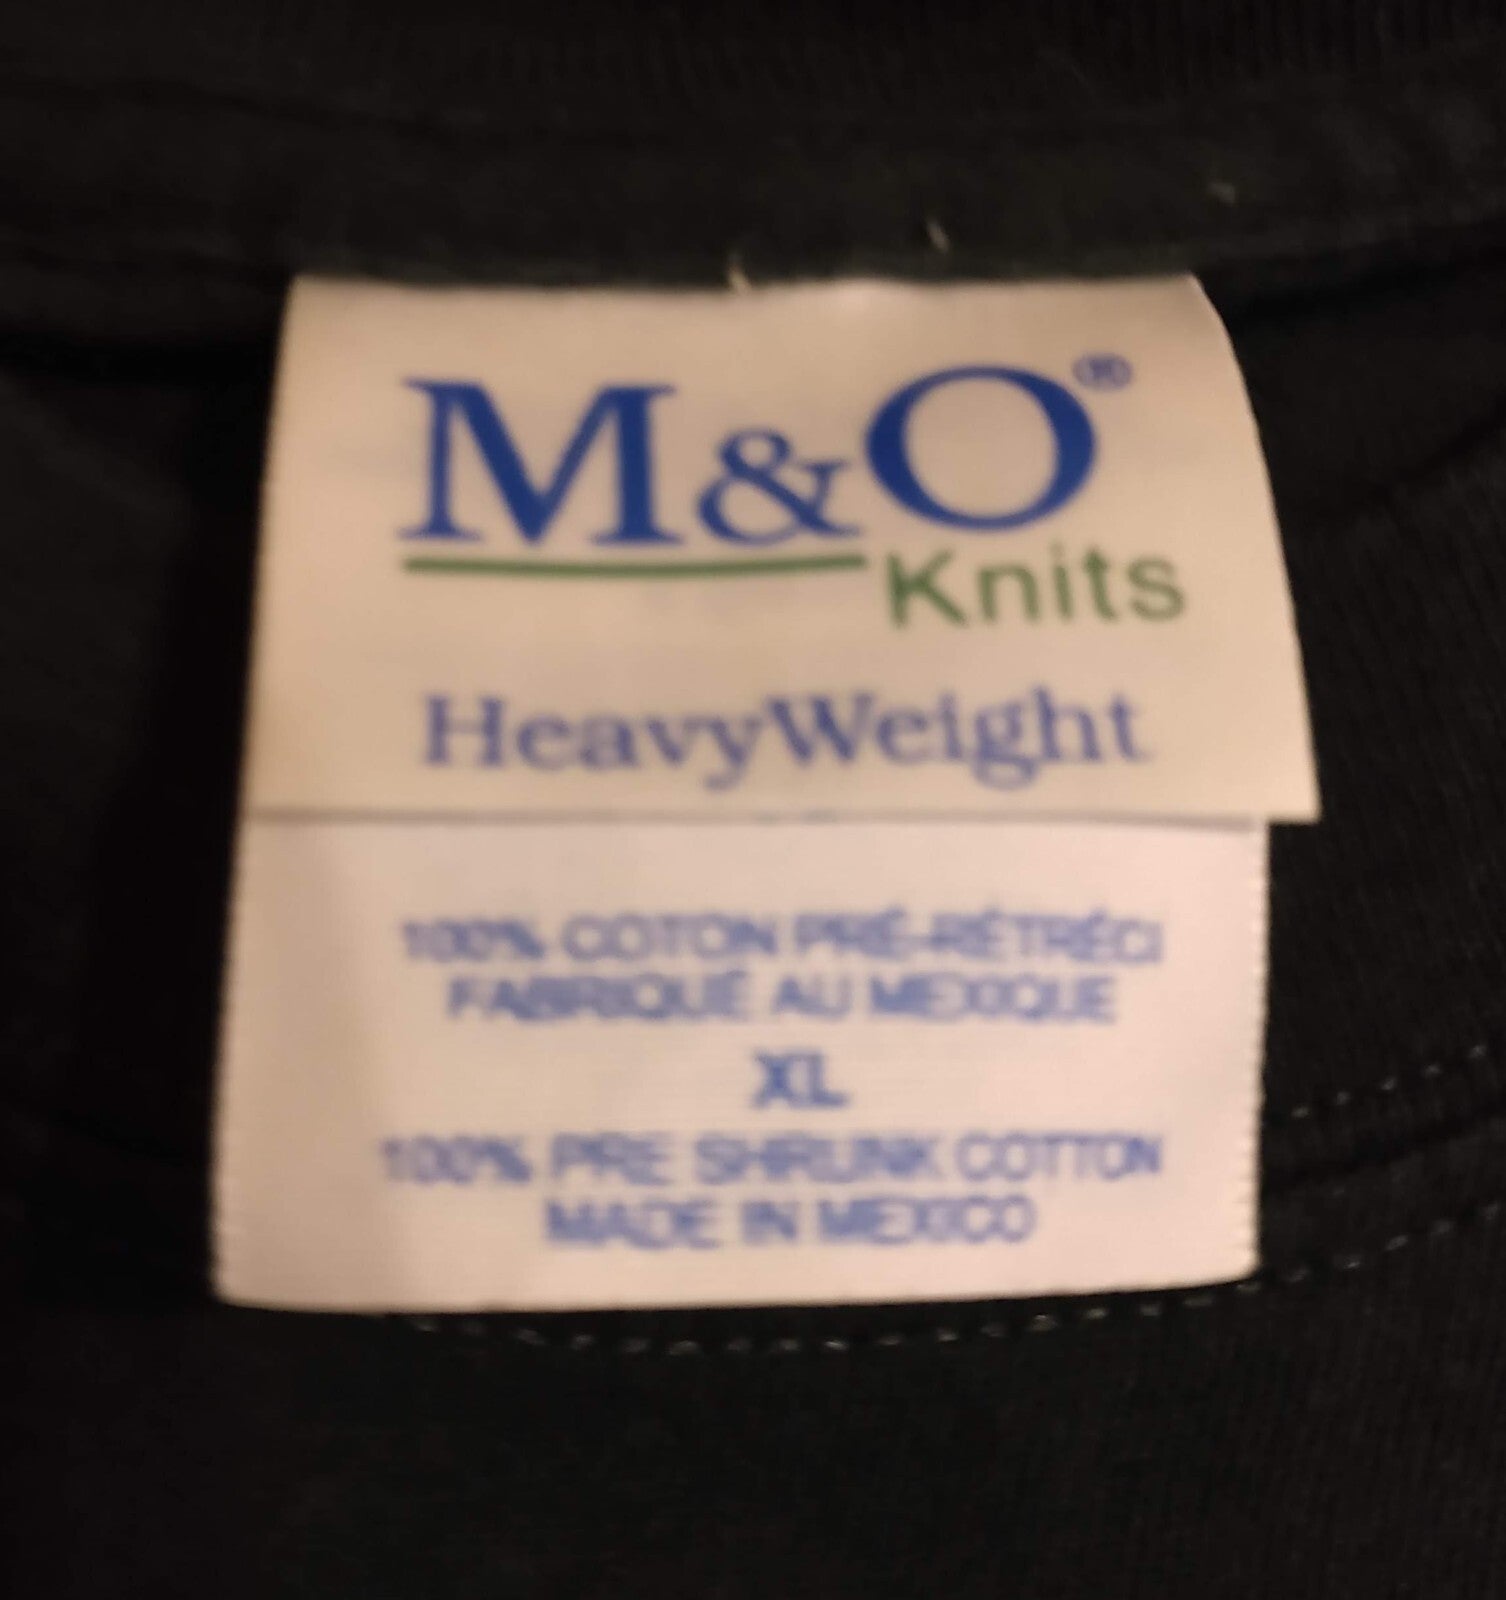 M&O®
Knits
HeavyWeight
100% COTON PRÉ-RÉTRÉCI
FABRIQUÉ AU MEXIQUE
XL
100% PRE SHRUNK COTTON
MADE IN MEXICO